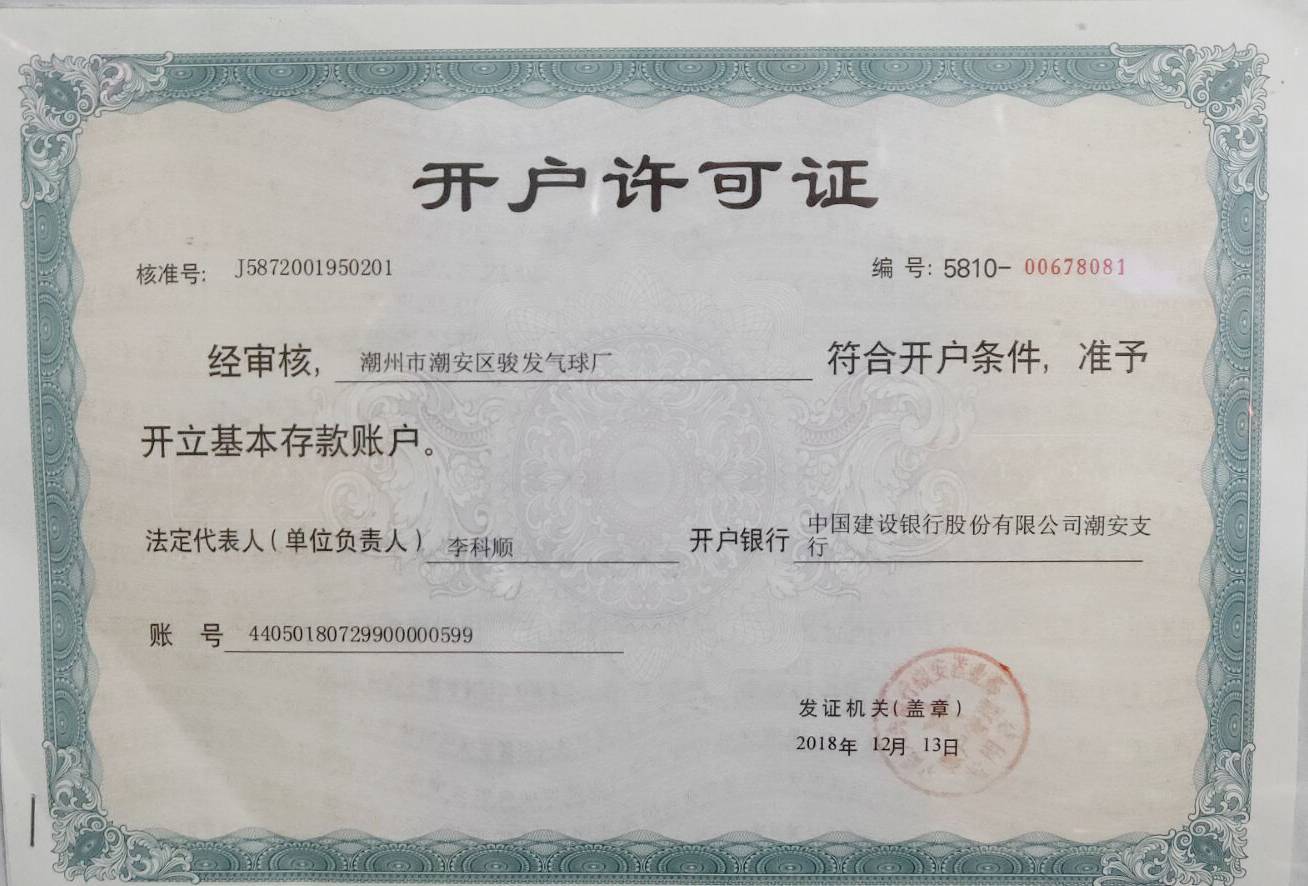 开户许可证
核准号: J5872001950201 编 号: 5810- 00678081
经审核, 潮州市潮安区骏发气球厂 符合开户条件, 准予
开立基本存款账户。
法定代表人(单位负责人) 李科顺 开户银行 中国建设银行股份有限公司潮安支
行
账 号 44050180729900000599
发证机关(盖章)
2018年 12月 13日